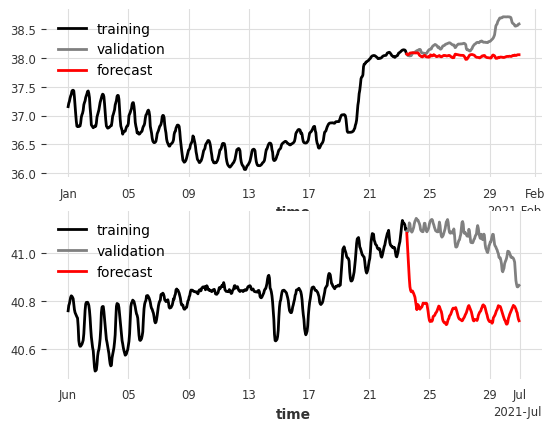 training
validation
forecast
38.5
38.0
37.5
37.0
36.5
36.0
Jan 05 09 13 17 21 25 29 Feb
2021-Feb
time
training
validation
forecast
41.0
40.8
40.6
Jun 05 09 13 17 21 25 29 Jul
2021-Jul
time